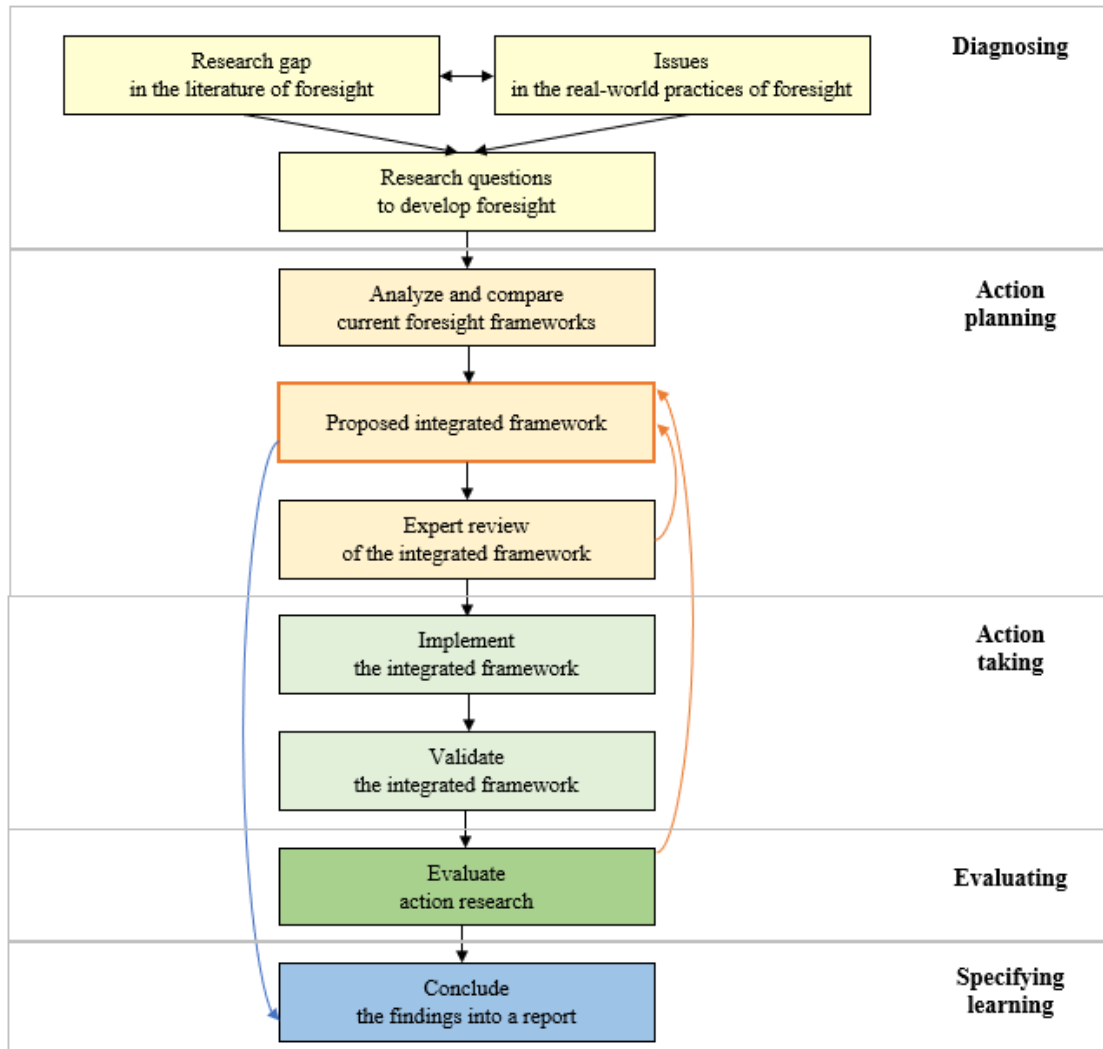 Diagnosing
Research gap
in the literature of foresight
Issues
in the real-world practices of foresight
Research questions
to develop foresight
Action
planning
Analyze and compare
current foresight frameworks
Proposed integrated framework
Expert review
of the integrated framework
Action
taking
Implement
the integrated framework
Validate
the integrated framework
Evaluating
Evaluate
action research
Specifying
learning
Conclude
the findings into a report